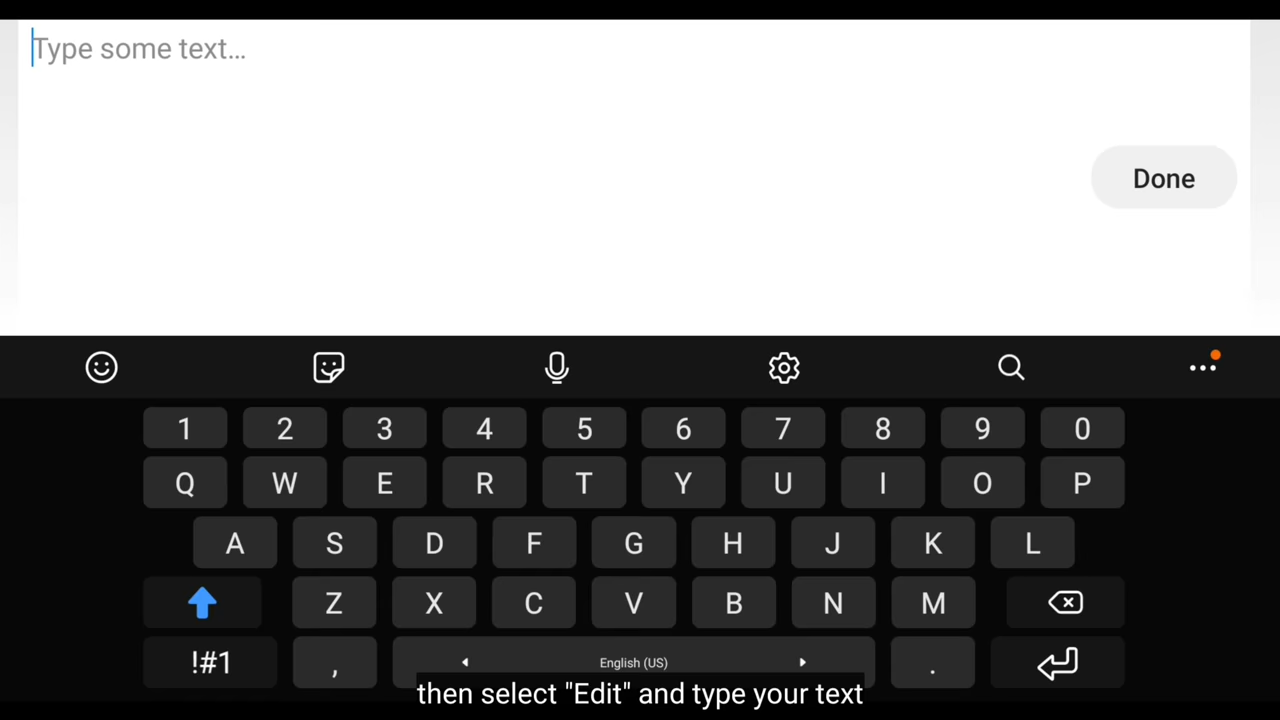 Type some text...
Done
1 2 3 4 5 6 7 8 9 0
Q W E R T Y U I O P
A S D F G H J K L
Z X C V B N M
!#1 , English (US) .
then select "Edit" and type your text